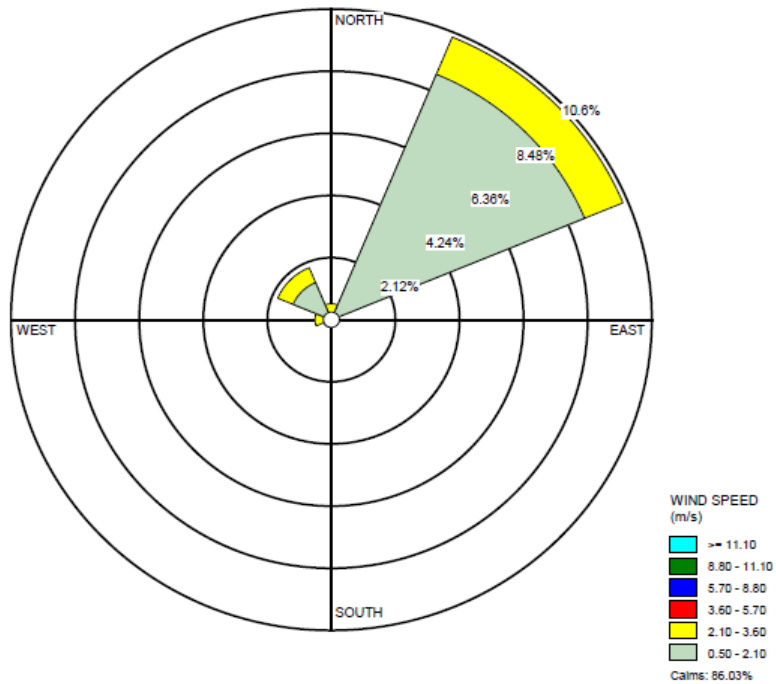 NORTH
10.6%
8.48%
6.36%
4.24%
2.12%
WEST
EAST
SOUTH
WIND SPEED
(m/s)
>= 11.10
8.80 - 11.10
5.70 - 8.80
3.60 - 5.70
2.10 - 3.60
0.50 - 2.10
Calms: 86.03%